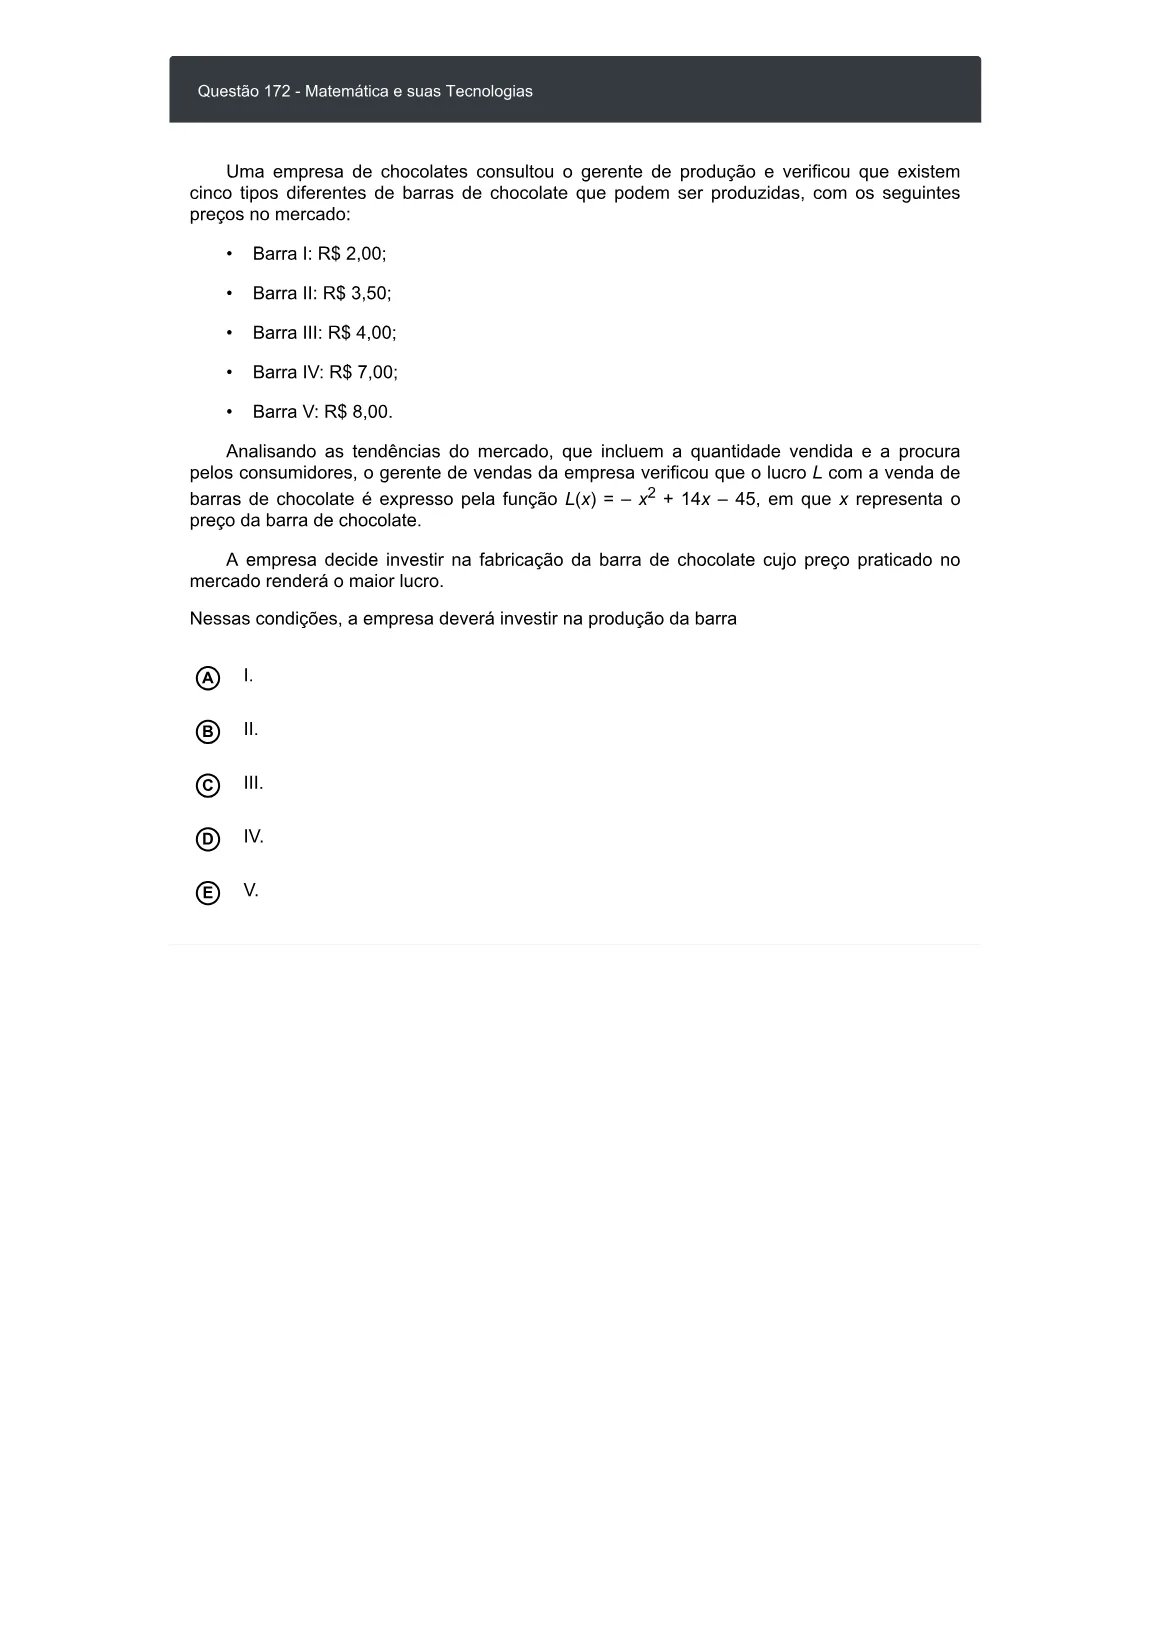 Questão 172 - Matemática e suas Tecnologias
Uma empresa de chocolates consultou o gerente de produção e verificou que existem
cinco tipos diferentes de barras de chocolate que podem ser produzidas, com os seguintes
preços no mercado:
• Barra I: R$ 2,00;
• Barra II: R$ 3,50;
• Barra III: R$ 4,00;
• Barra IV: R$ 7,00;
• Barra V: R$ 8,00.
Analisando as tendências do mercado, que incluem a quantidade vendida e a procura
pelos consumidores, o gerente de vendas da empresa verificou que o lucro L com a venda de
barras de chocolate é expresso pela função L(x) = – x² + 14x – 45, em que x representa o
preço da barra de chocolate.
A empresa decide investir na fabricação da barra de chocolate cujo preço praticado no
mercado renderá o maior lucro.
Nessas condições, a empresa deverá investir na produção da barra
A I.
B II.
C III.
D IV.
E V.